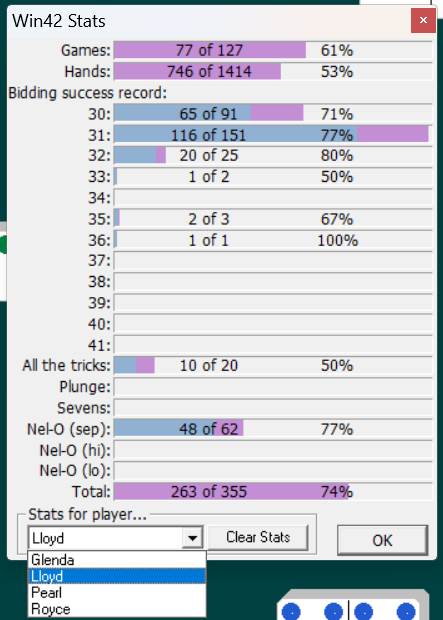 Win42 Stats
Games: 77 of 127 61%
Hands: 746 of 1414 53%
Bidding success record:
30: 65 of 91 71%
31: 116 of 151 77%
32: 20 of 25 80%
33: 1 of 2 50%
34:
35: 2 of 3 67%
36: 1 of 1 100%
37:
38:
39:
40:
41:
All the tricks: 10 of 20 50%
Plunge:
Sevens:
Nel-O (sep): 48 of 62 77%
Nel-O (hi):
Nel-O (lo):
Total: 263 of 355 74%
Stats for player...
Lloyd Clear Stats OK
Glenda
Lloyd
Pearl
Royce